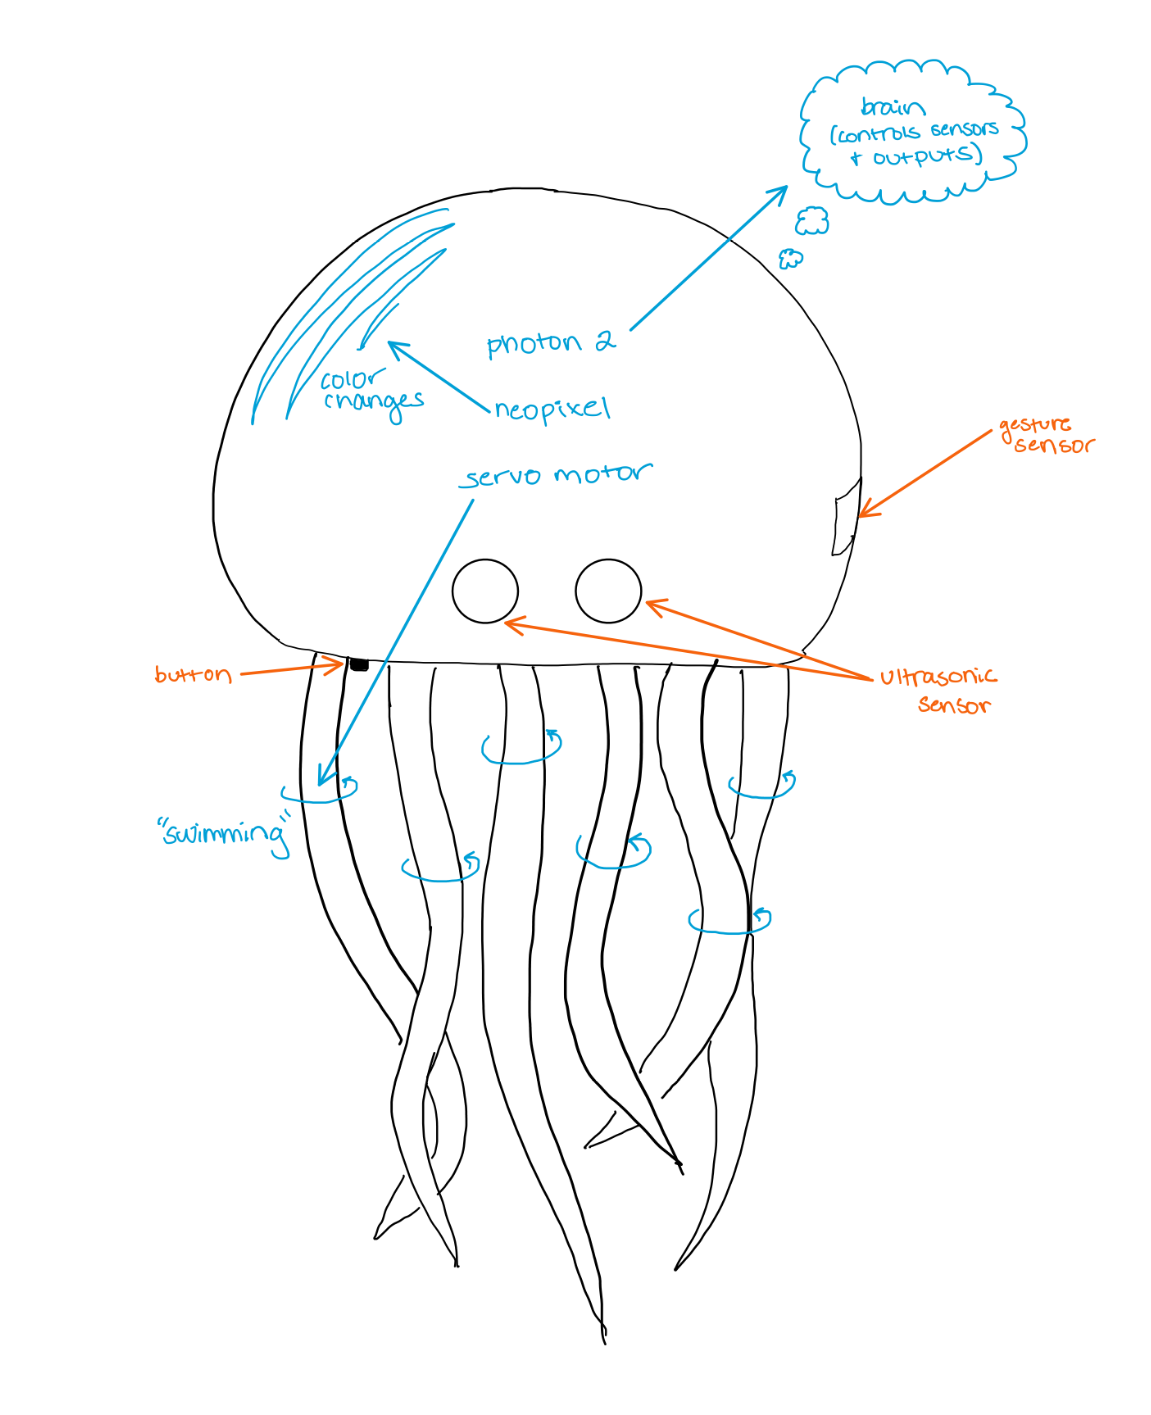 brain
(controls sensors
+ outputs)
photon 2
color
changes
neopixel
gesture
sensor
servo motor
button
ultrasonic
sensor
"swimming"